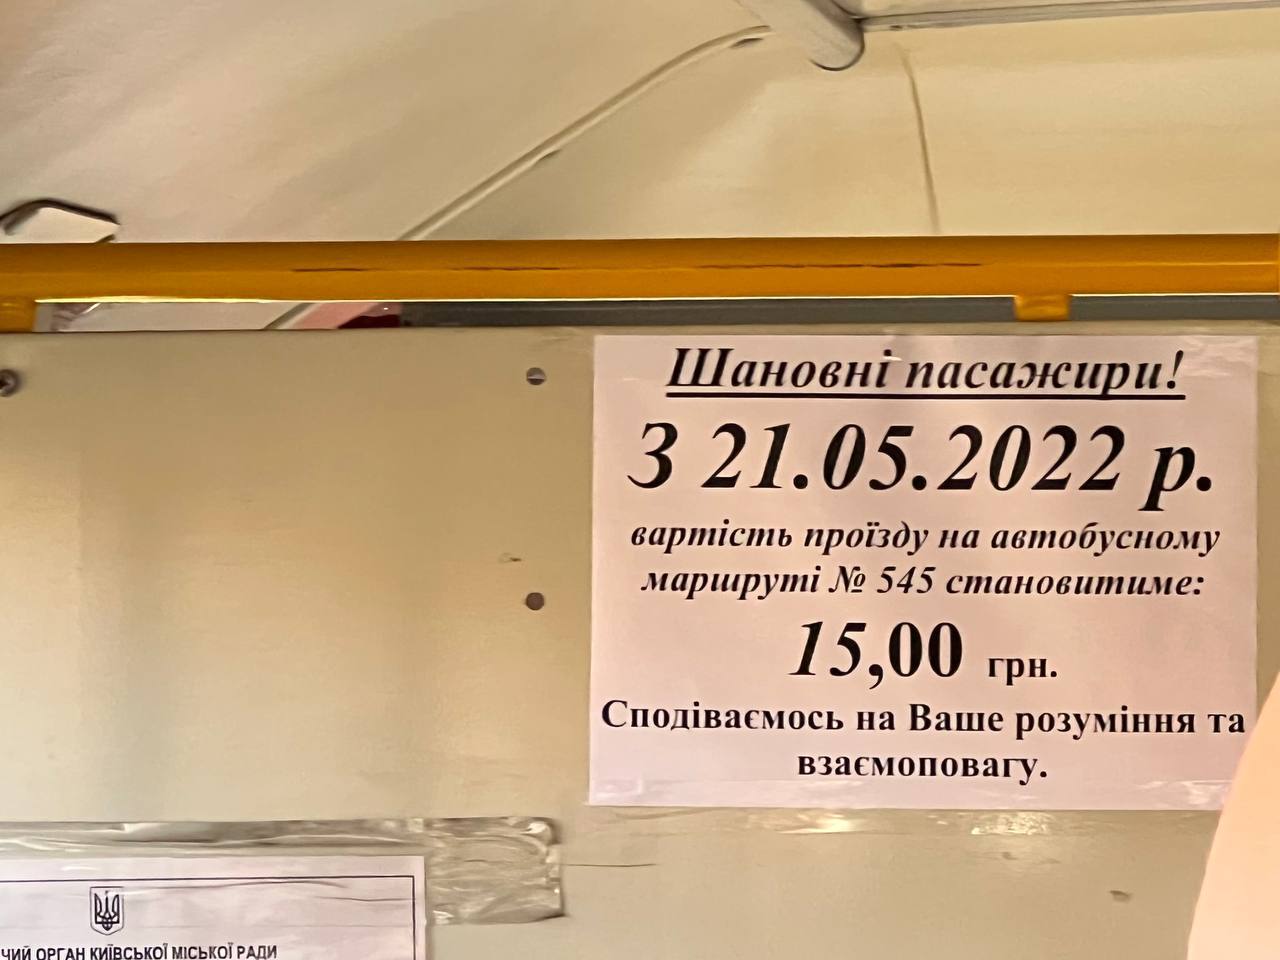 Шановні пасажири!
З 21.05.2022 р.
вартість проїзду на автобусному
маршруті № 545 становитиме:
15,00 грн.
Сподіваємось на Ваше розуміння та
взаємоповагу.
ЧИЙ ОРГАН КИЇВСЬКОЇ МІСЬКОЇ РАДИ